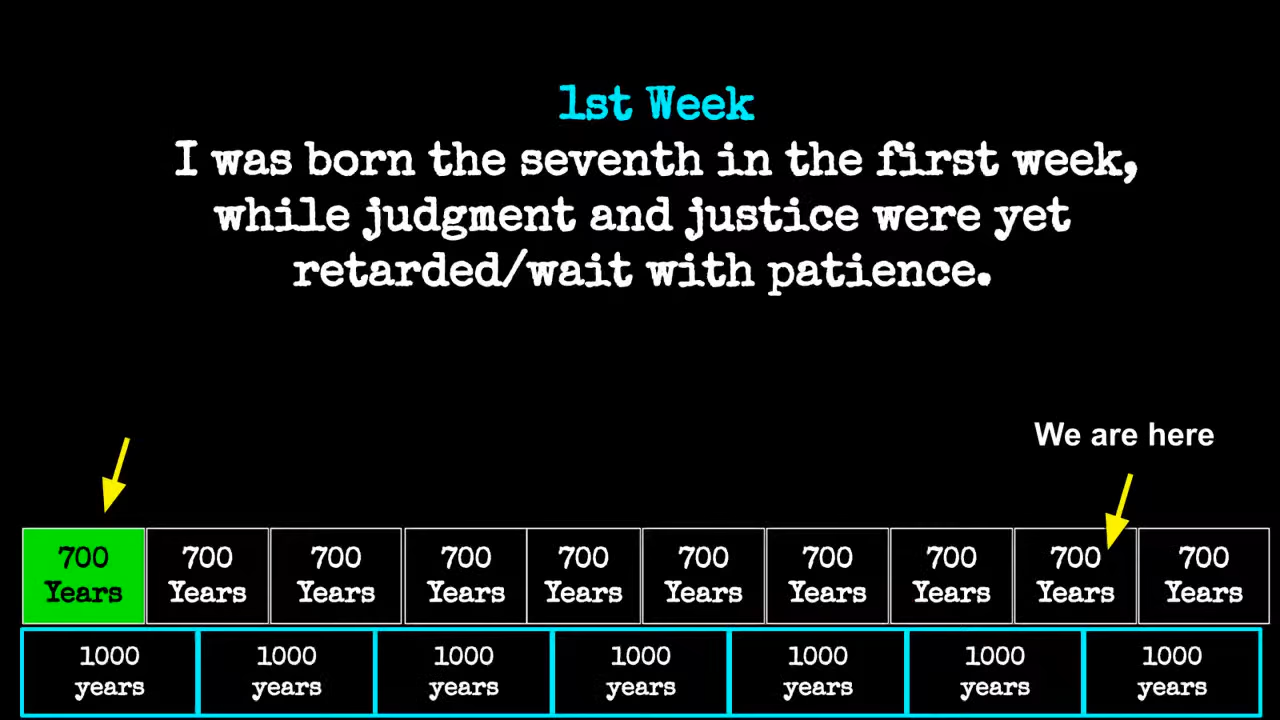 1st Week
I was born the seventh in the first week,
while judgment and justice were yet
retarded/wait with patience.
We are here
700 Years
700 Years
700 Years
700 Years
700 Years
700 Years
700 Years
700 Years
700 Years
700 Years
1000 years
1000 years
1000 years
1000 years
1000 years
1000 years
1000 years